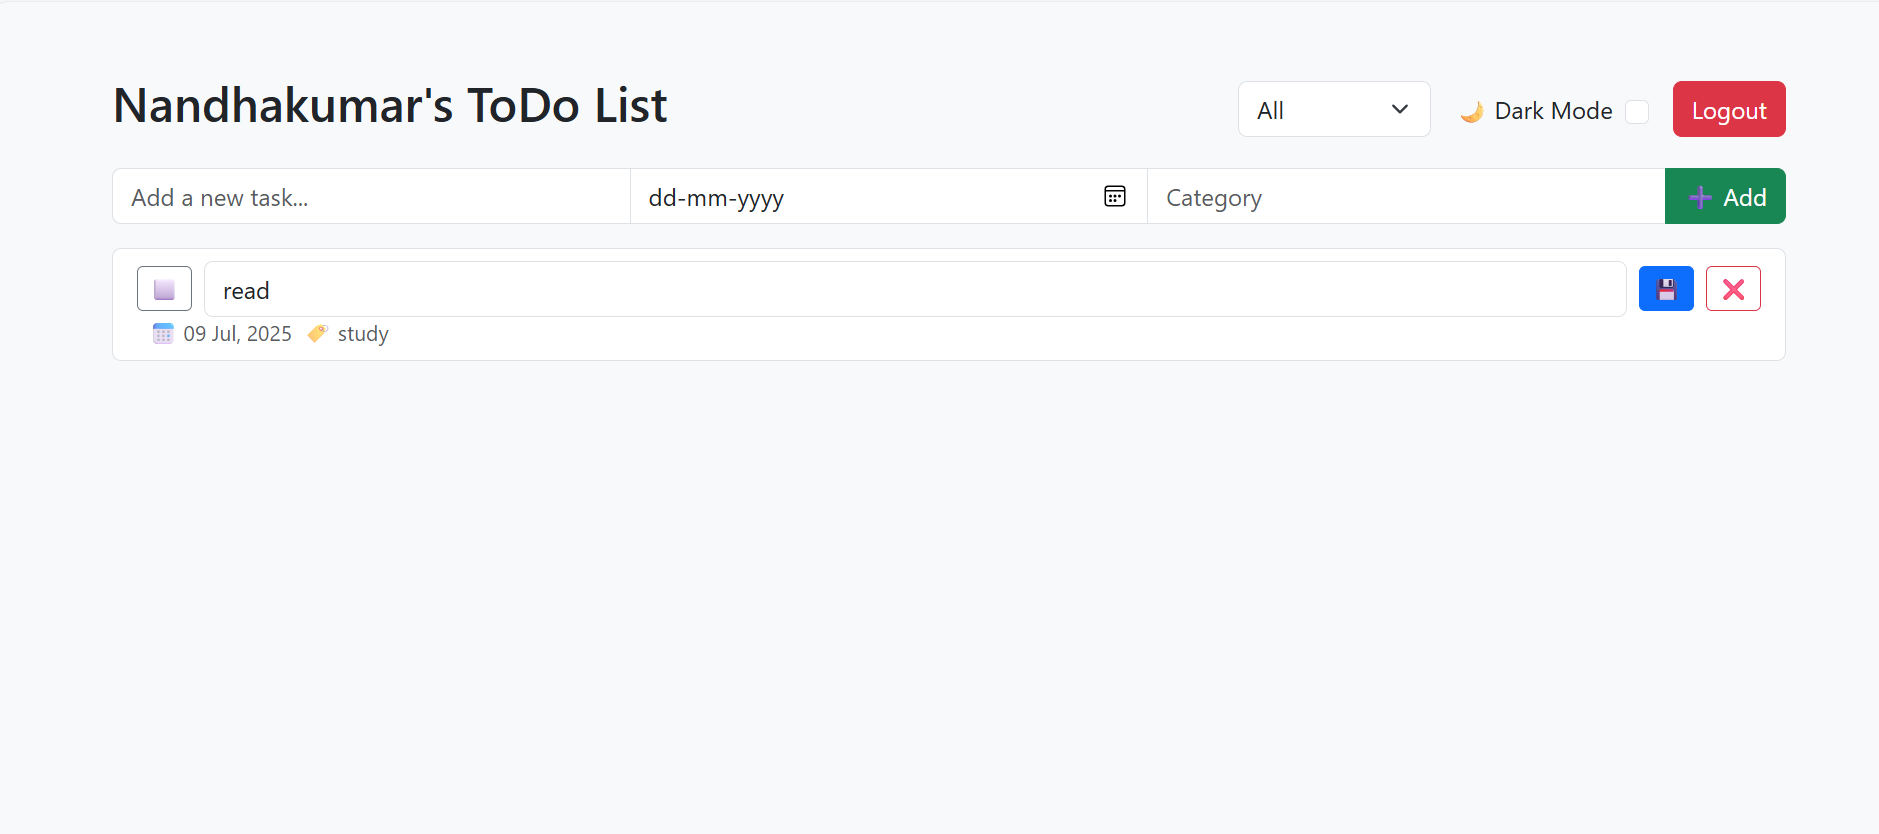 Nandhakumar's ToDo List
All
🌙 Dark Mode
Logout
Add a new task...
dd-mm-yyyy
Category
➕ Add
read
09 Jul, 2025
study